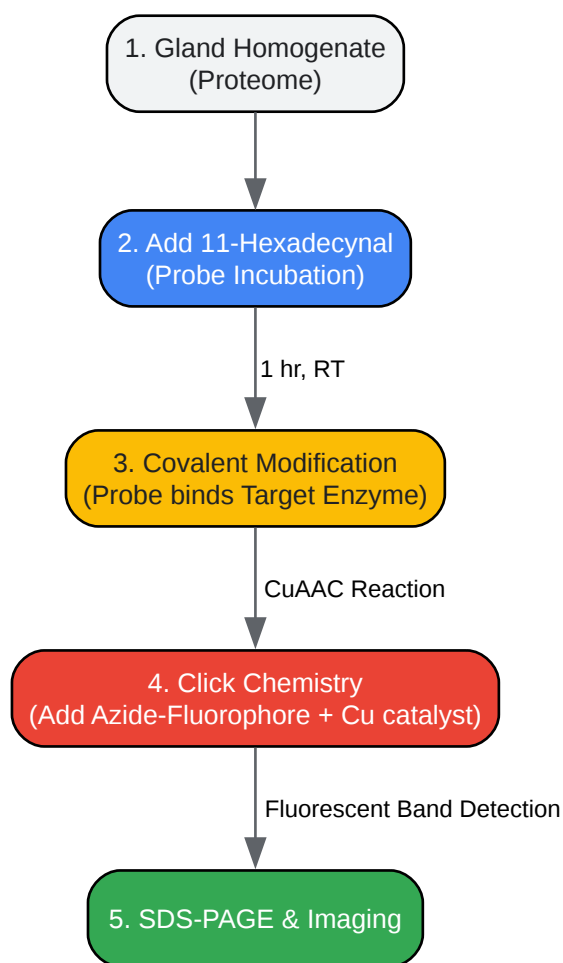 1. Gland Homogenate
(Proteome)
2. Add 11-Hexadecynal
(Probe Incubation)
1 hr, RT
3. Covalent Modification
(Probe binds Target Enzyme)
CuAAC Reaction
4. Click Chemistry
(Add Azide-Fluorophore + Cu catalyst)
Fluorescent Band Detection
5. SDS-PAGE & Imaging